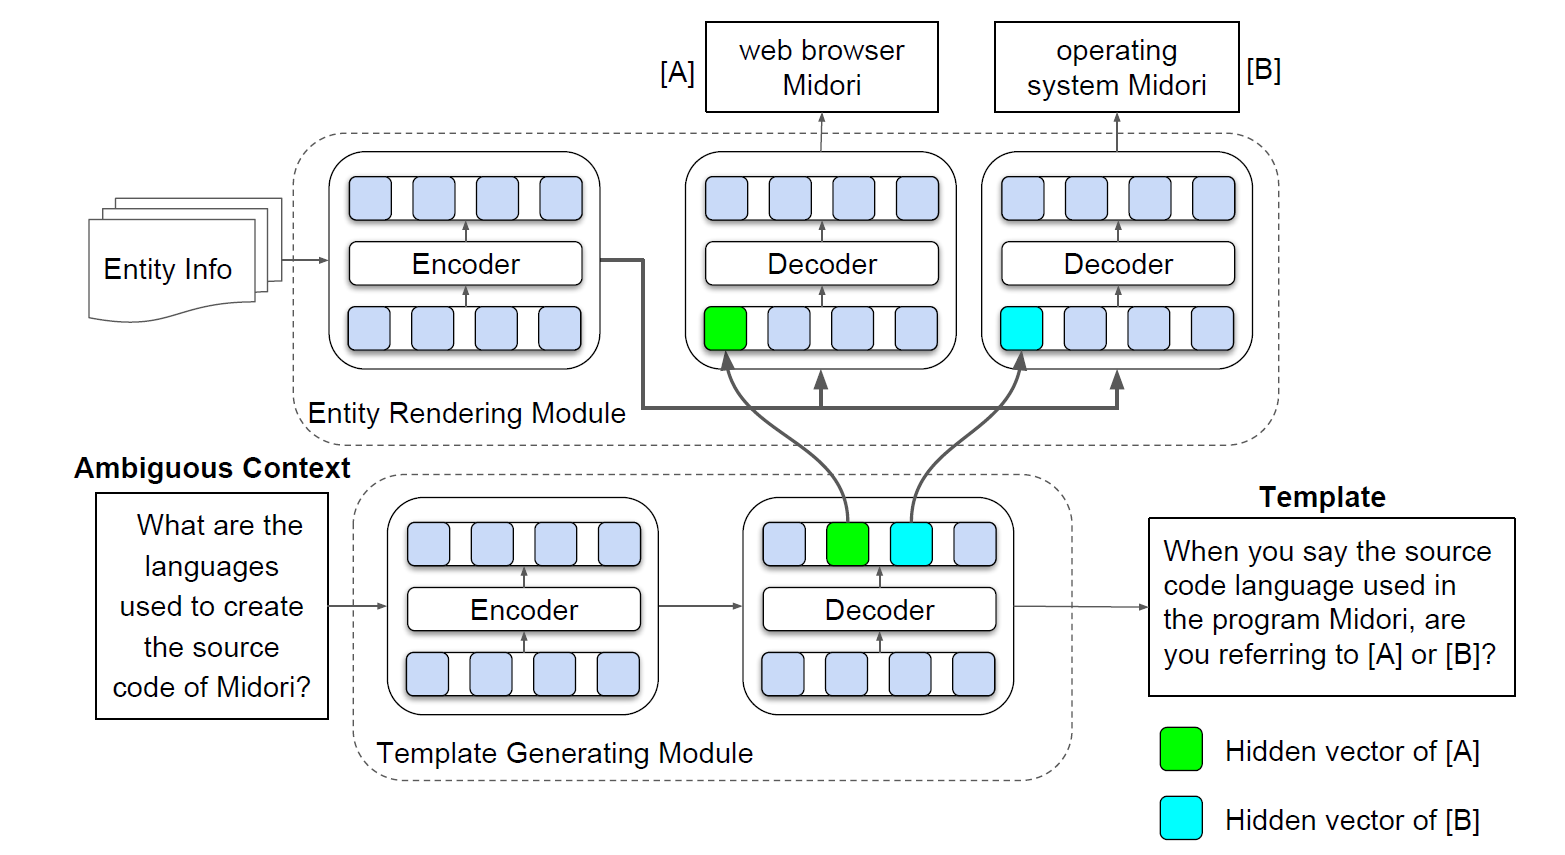 web browser
Midori
[A]
operating
system Midori
[B]
Entity Info
Encoder
Decoder
Decoder
Entity Rendering Module
Ambiguous Context
What are the
languages
used to create
the source
code of Midori?
Encoder
Decoder
Template Generating Module
Template
When you say the source
code language used in
the program Midori, are
you referring to [A] or [B]?
Hidden vector of [A]
Hidden vector of [B]